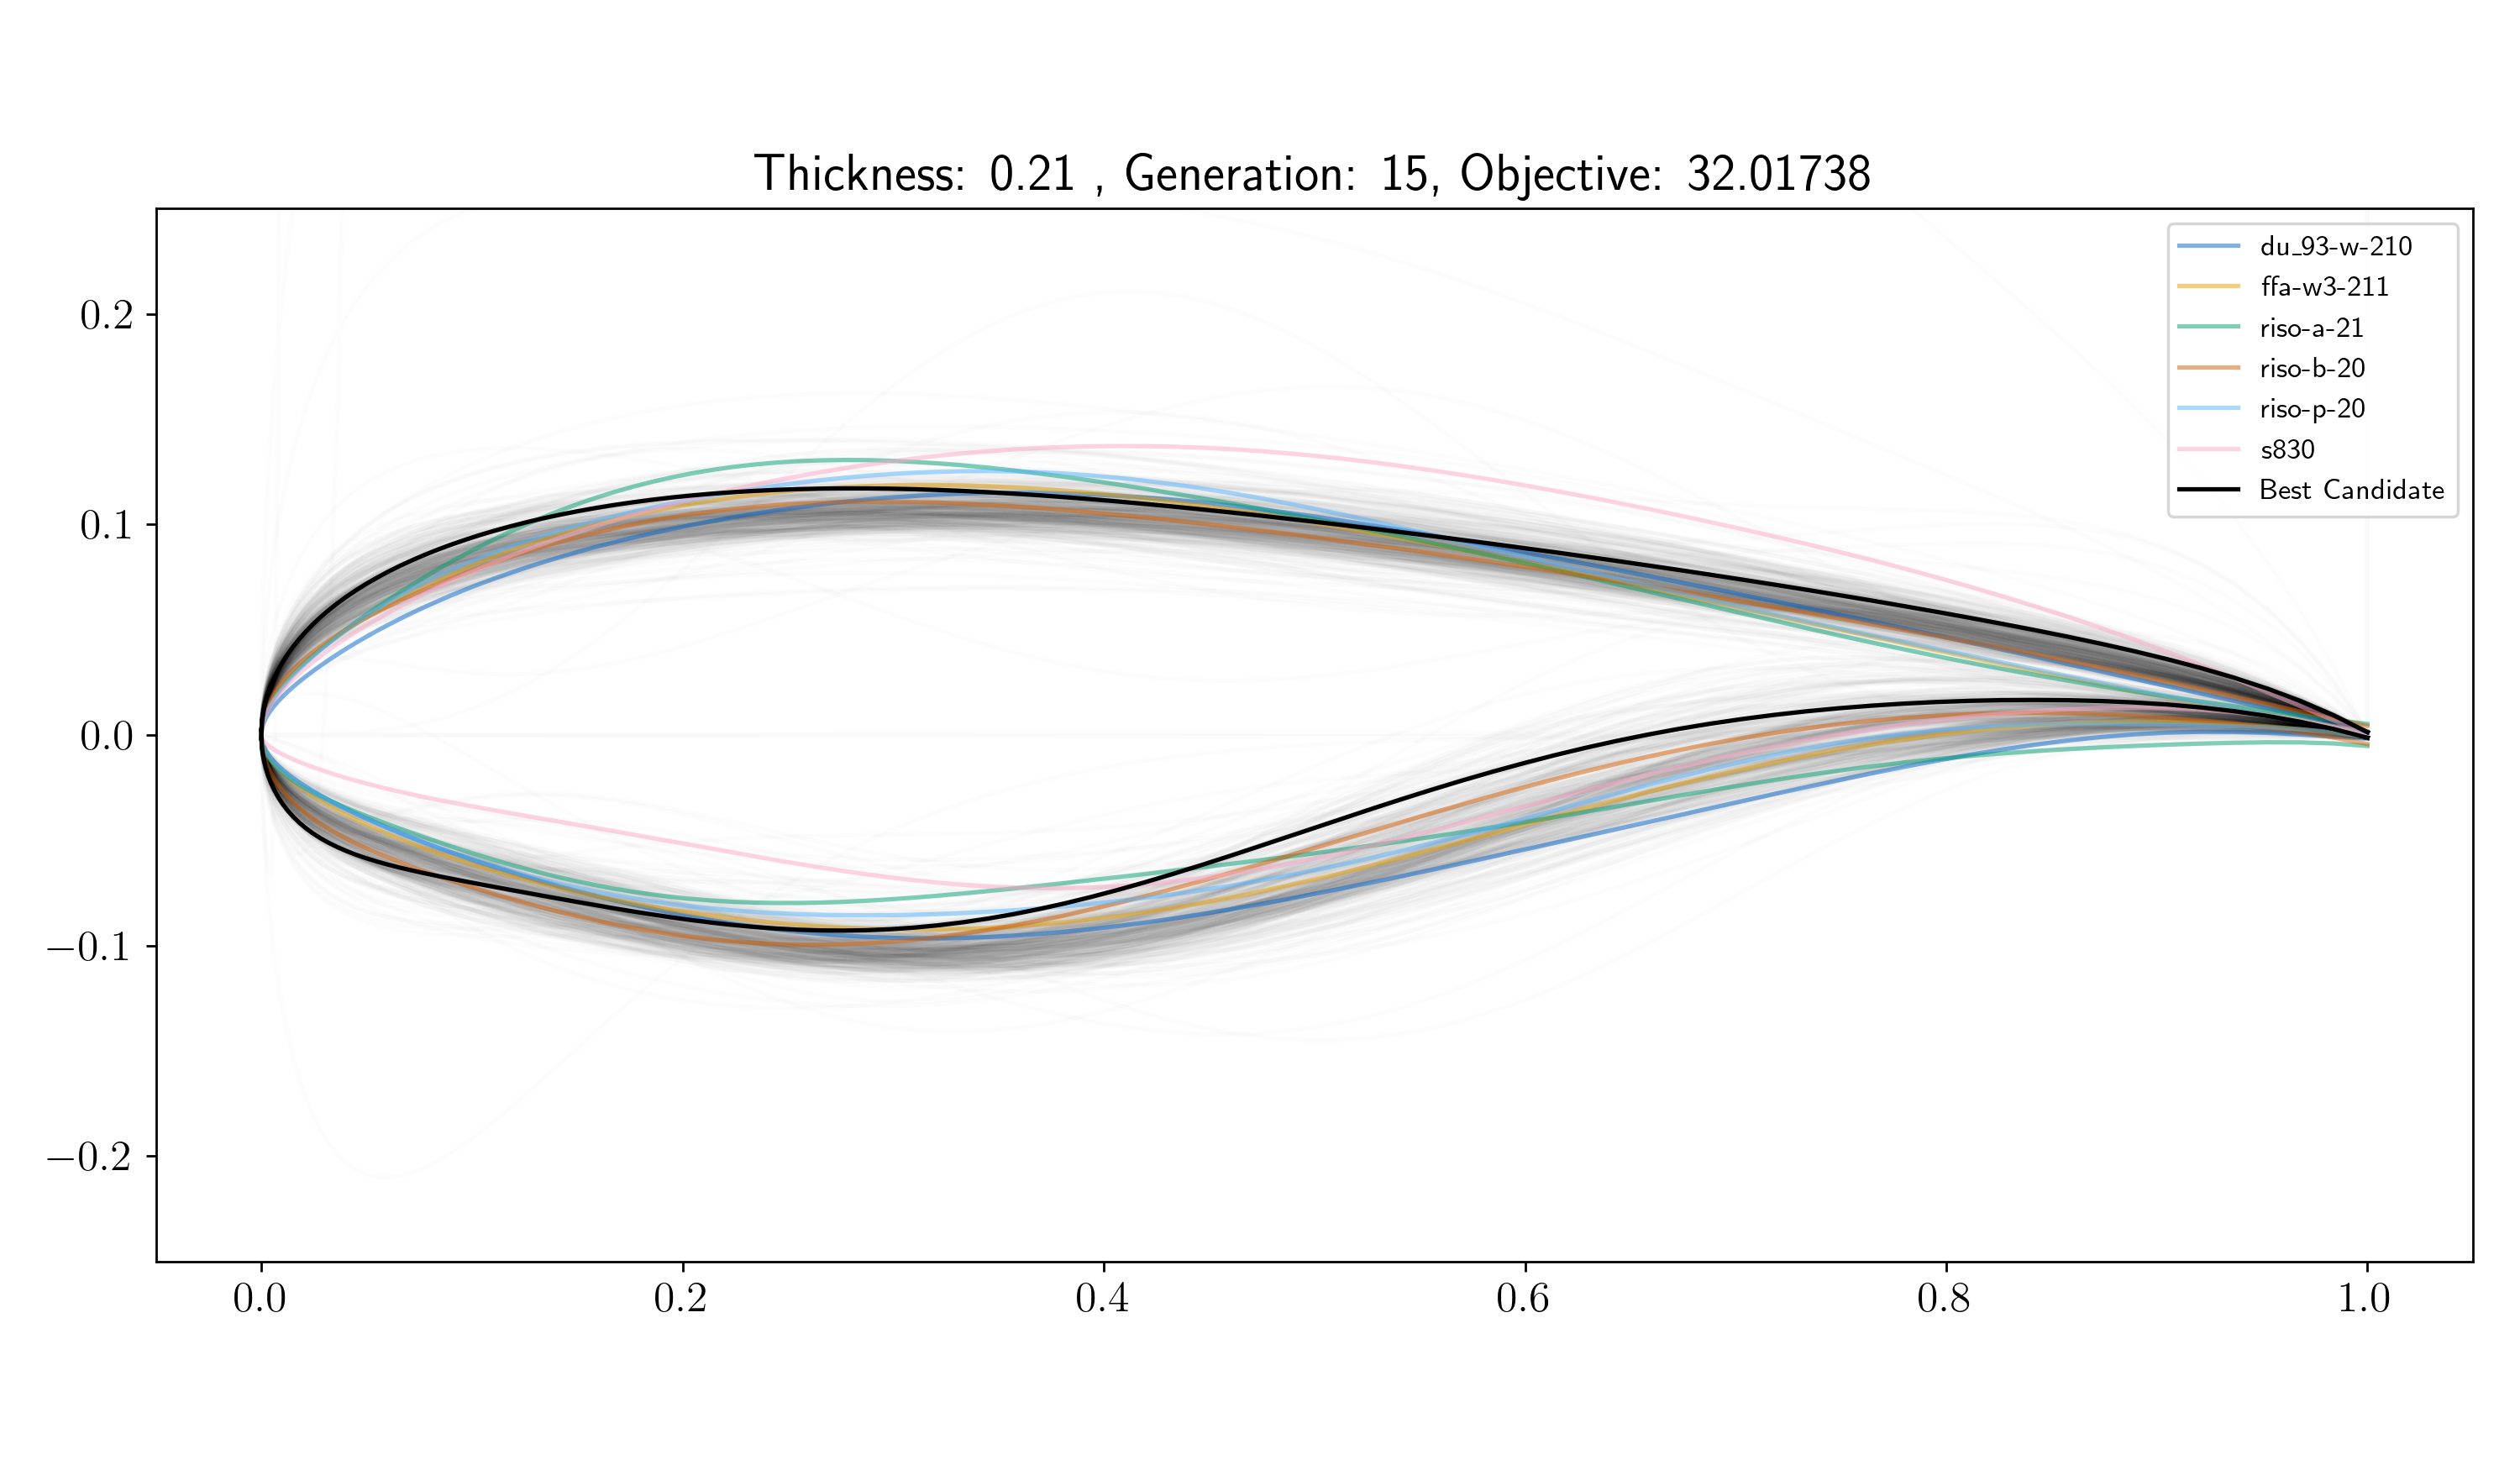 Thickness: 0.21 , Generation: 15, Objective: 32.01738
du_93-w-210
ffa-w3-211
riso-a-21
riso-b-20
riso-p-20
s830
Best Candidate
0.2
0.1
0.0
−0.1
−0.2
0.0 0.2 0.4 0.6 0.8 1.0